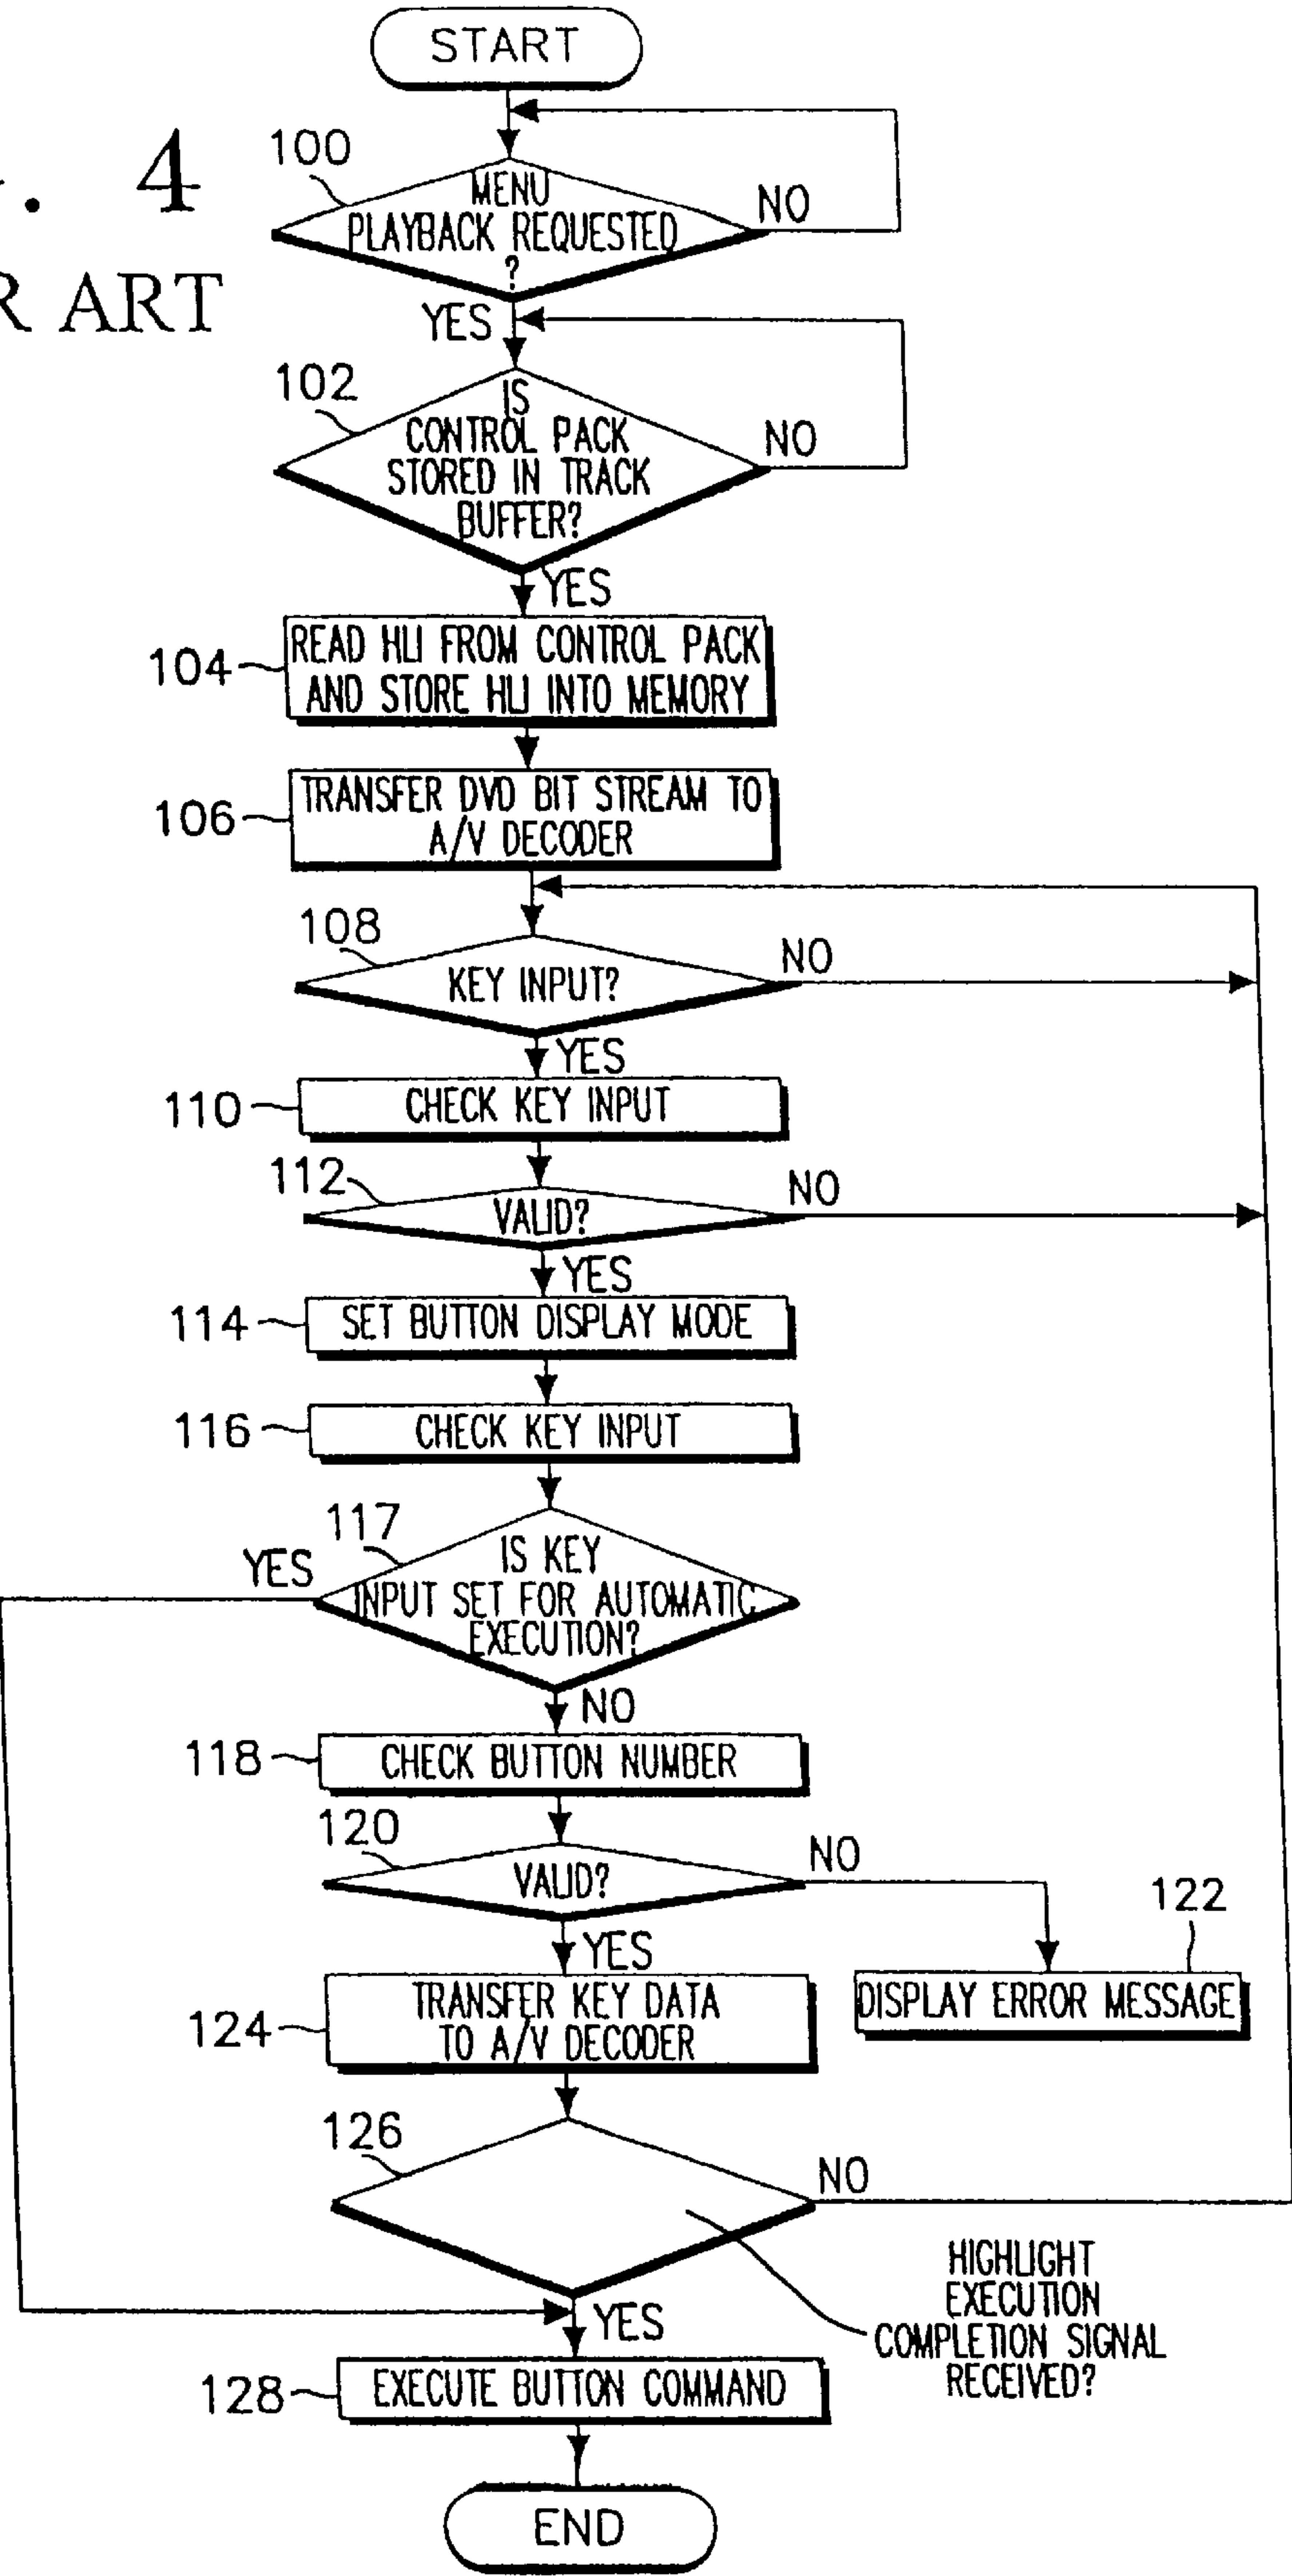 START
4
ART
100
MENU
PLAYBACK REQUESTED
?
NO
YES
102
IS
CONTROL PACK
STORED IN TRACK
BUFFER?
NO
YES
104
READ HLI FROM CONTROL PACK
AND STORE HLI INTO MEMORY
106
TRANSFER DVD BIT STREAM TO
A/V DECODER
108
KEY INPUT?
NO
YES
110
CHECK KEY INPUT
112
VALID?
NO
YES
114
SET BUTTON DISPLAY MODE
116
CHECK KEY INPUT
117
YES
IS KEY
INPUT SET FOR AUTOMATIC
EXECUTION?
NO
118
CHECK BUTTON NUMBER
120
VALID?
NO
122
YES
DISPLAY ERROR MESSAGE
124
TRANSFER KEY DATA
TO A/V DECODER
126
NO
HIGHLIGHT
EXECUTION
COMPLETION SIGNAL
RECEIVED?
YES
128
EXECUTE BUTTON COMMAND
END